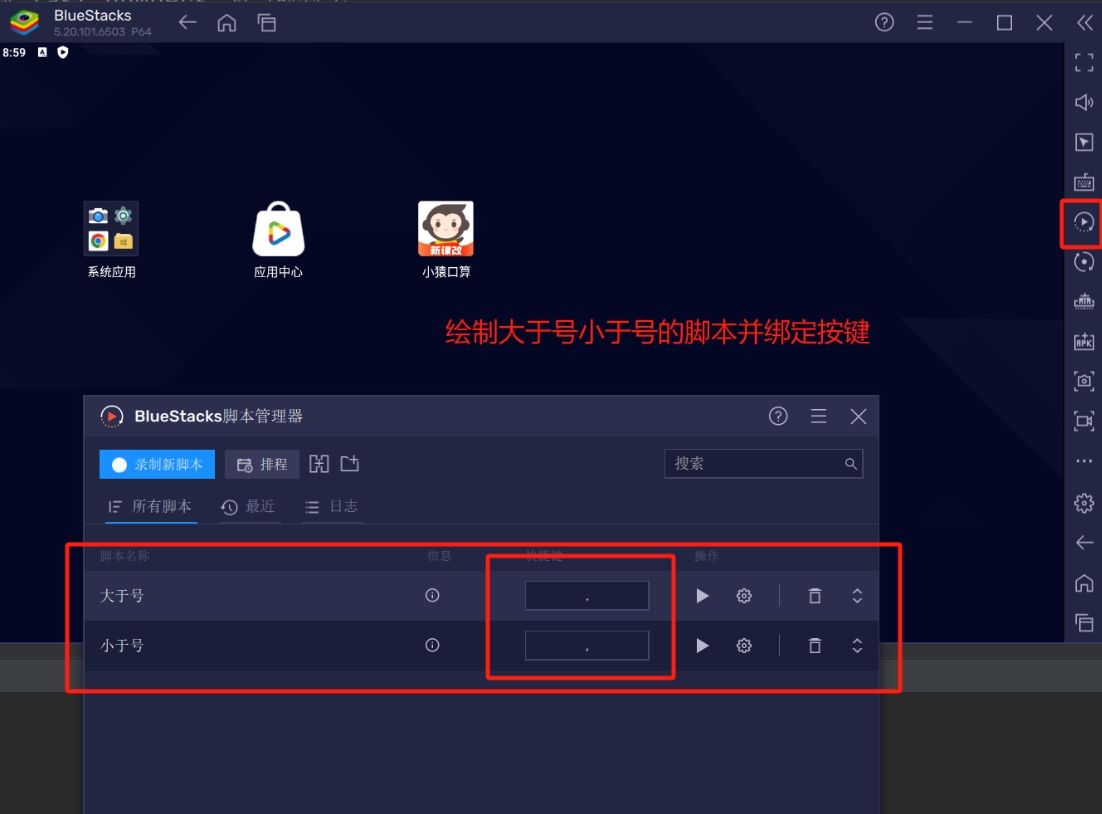 BlueStacks
5.20.101.6503 P64
8:59
系统应用
应用中心
新课改
小猿口算
绘制大于号小于号的脚本并绑定按键
BlueStacks脚本管理器
录制新脚本
排程
搜索
所有脚本
最近
日志
脚本名称
信息
快捷键
操作
大于号
.
小于号
,